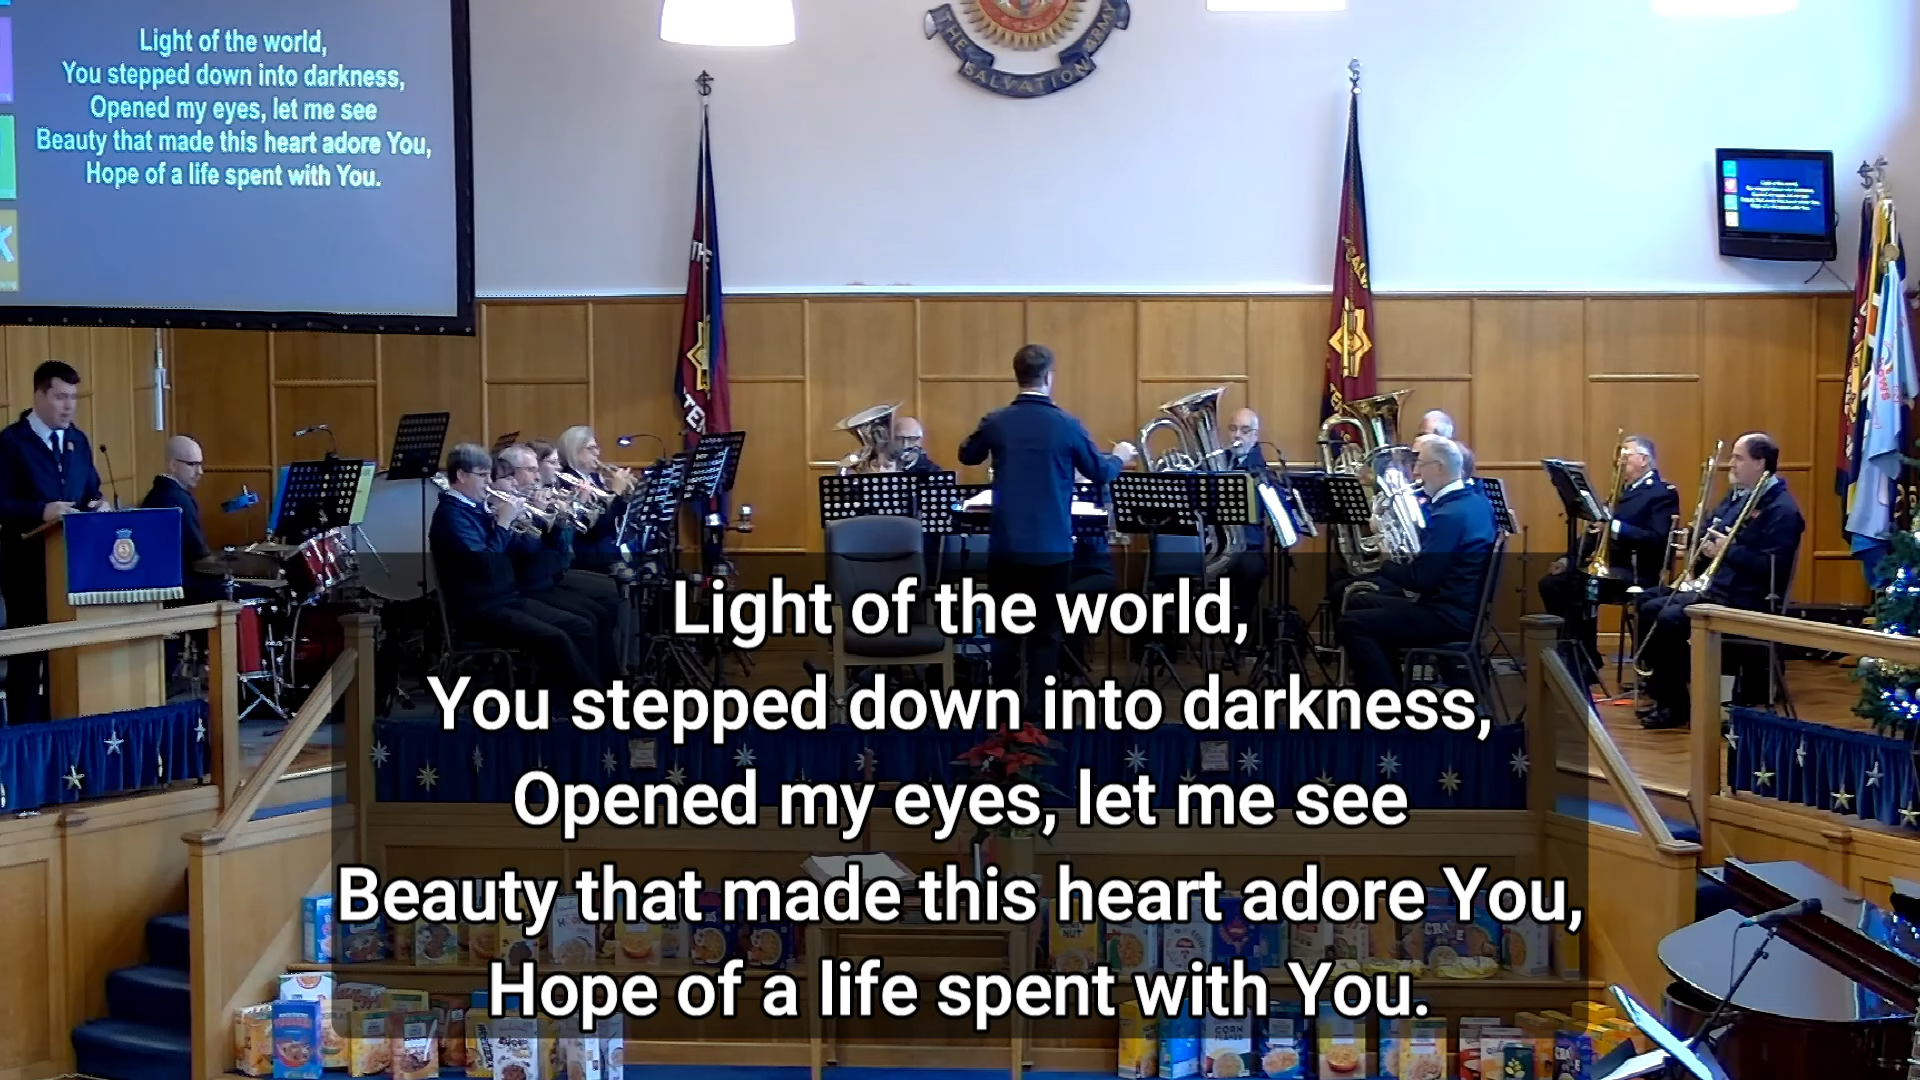 Light of the world,
You stepped down into darkness,
Opened my eyes, let me see
Beauty that made this heart adore You,
Hope of a life spent with You.
THE SALVATION ARMY
THE
Light of the world,
You stepped down into darkness,
Opened my eyes, let me see
Beauty that made this heart adore You,
Hope of a life spent with You.
CORN